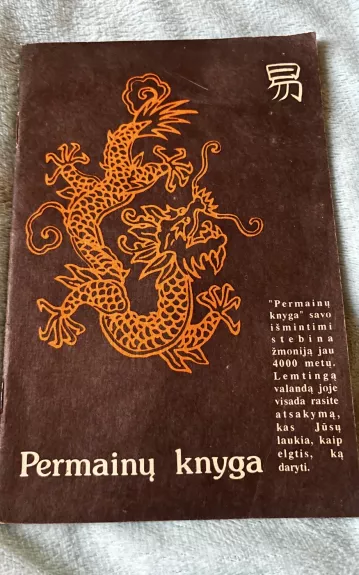 易
"Permainų
knyga" savo
išmintimi
stebina
žmoniją jau
4000 metų.
Lemtingą
valandą joje
visada rasite
atsakymą,
kas Jūsų
laukia, kaip
elgtis, ką
daryti.
Permainų knyga